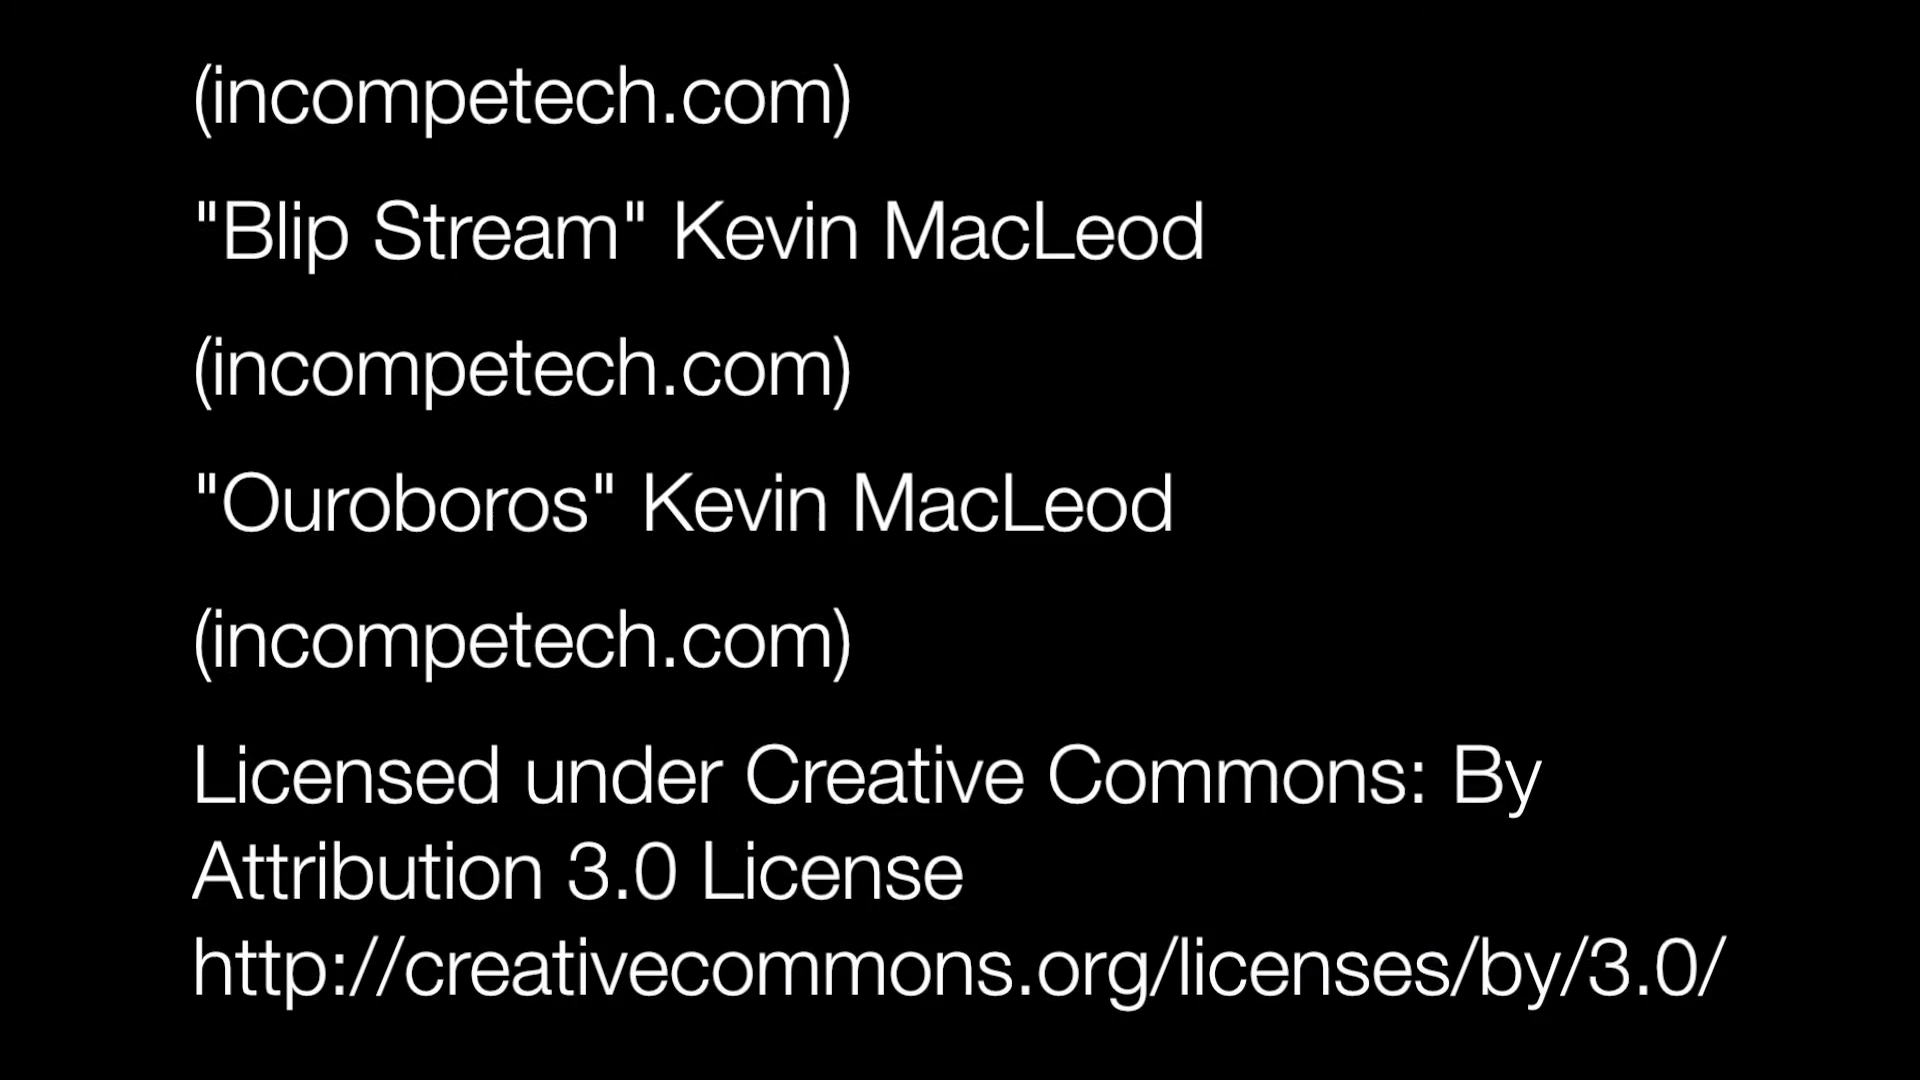 (incompetech.com)
"Blip Stream" Kevin MacLeod
(incompetech.com)
"Ouroboros" Kevin MacLeod
(incompetech.com)
Licensed under Creative Commons: By
Attribution 3.0 License
http://creativecommons.org/licenses/by/3.0/